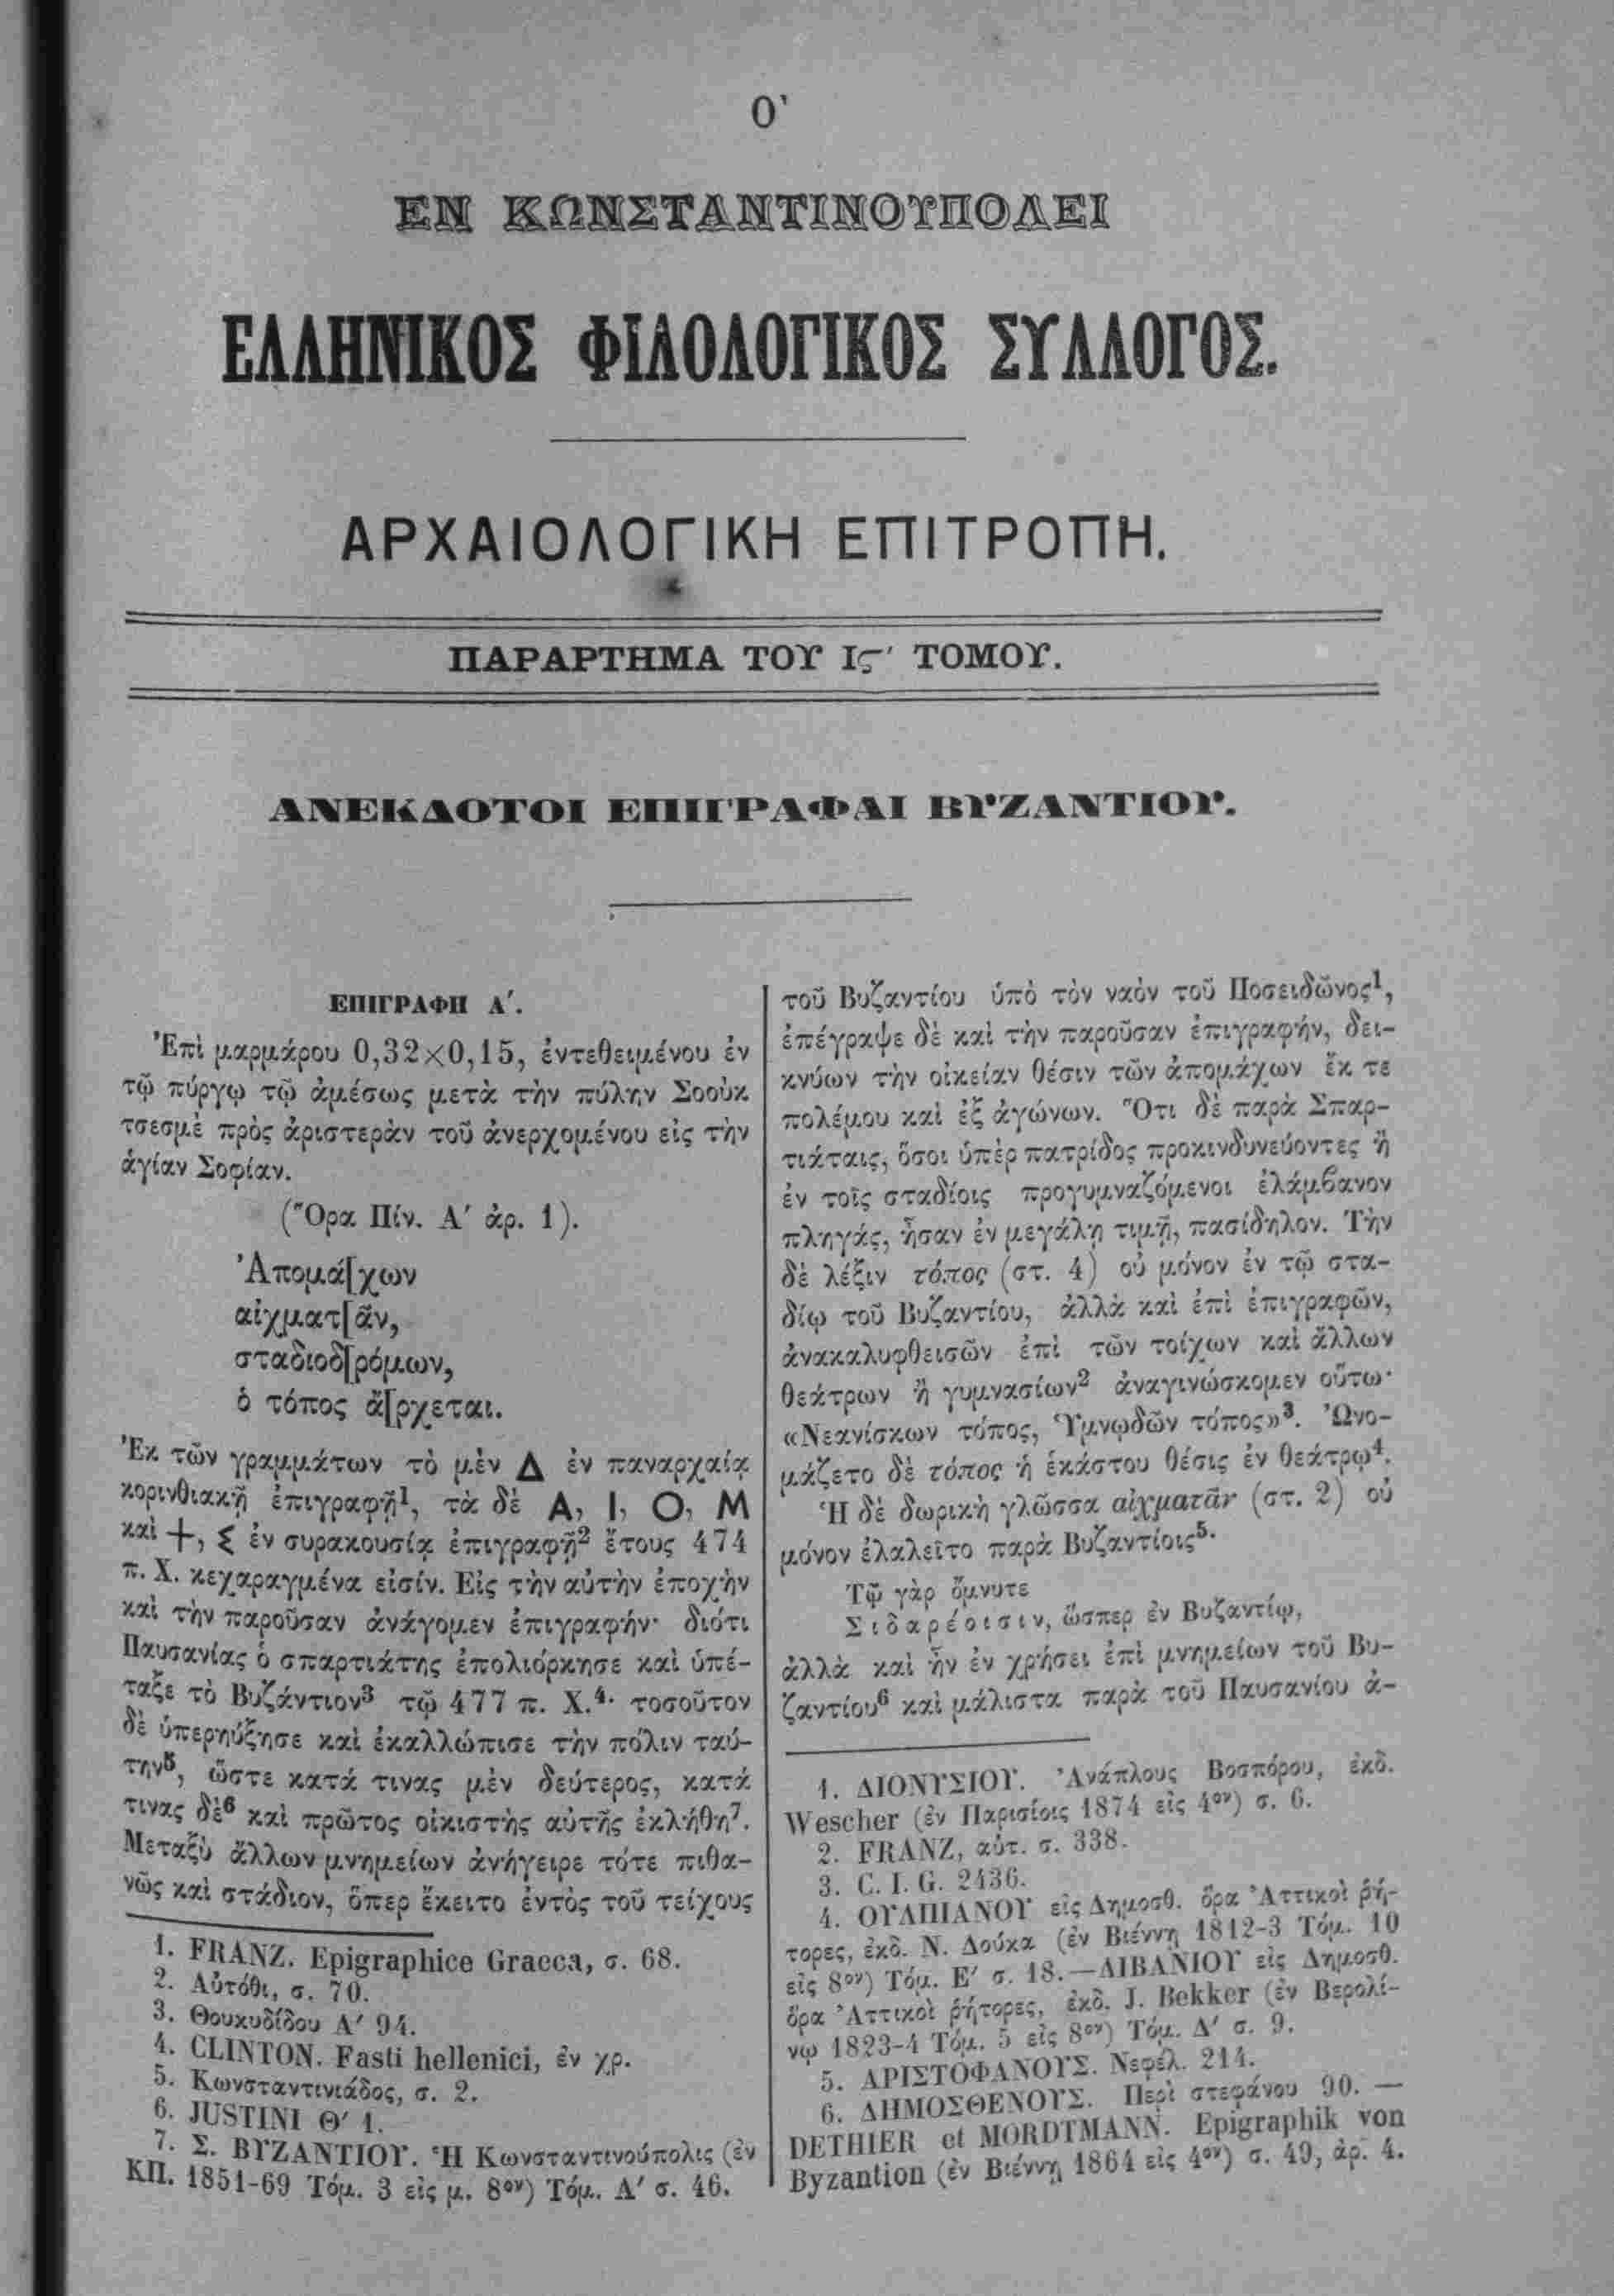 Ο'
ΕΝ ΚΩΝΣΤΑΝΤΙΝΟΥΠΟΛΕΙ
ΕΛΛΗΝΙΚΟΣ ΦΙΛΟΛΟΓΙΚΟΣ ΣΥΛΛΟΓΟΣ.
ΑΡΧΑΙΟΛΟΓΙΚΗ ΕΠΙΤΡΟΠΗ.
ΠΑΡΑΡΤΗΜΑ ΤΟΥ Ιϛ' ΤΟΜΟΥ.
ΑΝΕΚΔΟΤΟΙ ΕΠΙΓΡΑΦΑΙ ΒΥΖΑΝΤΙΟΥ.
ΕΠΙΓΡΑΦΗ Α'.
Ἐπὶ μαρμάρου 0,32×0,15, ἐντεθειμένου ἐν
τῷ πύργῳ τῷ ἀμέσως μετὰ τὴν πύλην Σοοὺκ
τσεσμὲ πρὸς ἀριστερὰν τοῦ ἀνερχομένου εἰς τὴν
ἁγίαν Σοφίαν.
(Ὅρα Πίν. Α' ἀρ. 1).
Ἀπομά[χων
αἰχματ[ᾶν,
σταδιοδ[ρόμων,
ὁ τόπος ἄ[ρχεται.
Ἐκ τῶν γραμμάτων τὸ μὲν Δ ἐν παναρχαίᾳ
κορινθιακῇ ἐπιγραφῇ¹, τὰ δὲ Α, Ι, Ο, Μ
καὶ +, ξ ἐν συρακουσίᾳ ἐπιγραφῇ² ἔτους 474
π. Χ. κεχαραγμένα εἰσίν. Εἰς τὴν αὐτὴν ἐποχὴν
καὶ τὴν παροῦσαν ἀνάγομεν ἐπιγραφήν· διότι
Παυσανίας ὁ σπαρτιάτης ἐπολιόρκησε καὶ ὑπέ-
ταξε τὸ Βυζάντιον³ τῷ 477 π. Χ.⁴· τοσοῦτον
δὲ ὑπερηύξησε καὶ ἐκαλλώπισε τὴν πόλιν ταύ-
την⁵, ὥστε κατά τινας μὲν δεύτερος, κατά
τινας δὲ⁶ καὶ πρῶτος οἰκιστὴς αὐτῆς ἐκλήθη⁷.
Μεταξὺ ἄλλων μνημείων ἀνήγειρε τότε πιθα-
νῶς καὶ στάδιον, ὅπερ ἔκειτο ἐντὸς τοῦ τείχους
1. FRANZ. Epigraphice Graeca, σ. 68.
2. Αὐτόθι, σ. 70.
3. Θουκυδίδου Α' 94.
4. CLINTON. Fasti hellenici, ἐν χρ.
5. Κωνσταντινιάδος, σ. 2.
6. JUSTINI Θ' 1.
7. Σ. ΒΥΖΑΝΤΙΟΥ. Ἡ Κωνσταντινούπολις (ἐν
ΚΠ. 1851-69 Τόμ. 3 εἰς μ. 8ον) Τόμ. Α' σ. 46.
τοῦ Βυζαντίου ὑπὸ τὸν ναὸν τοῦ Ποσειδῶνος¹,
ἐπέγραψε δὲ καὶ τὴν παροῦσαν ἐπιγραφήν, δει-
κνύων τὴν οἰκείαν θέσιν τῶν ἀπομάχων ἔκ τε
πολέμου καὶ ἐξ ἀγώνων. Ὅτι δὲ παρὰ Σπαρ-
τιάταις, ὅσοι ὑπὲρ πατρίδος προκινδυνεύοντες ἢ
ἐν τοῖς σταδίοις προγυμναζόμενοι ἐλάμβανον
πληγάς, ἦσαν ἐν μεγάλῃ τιμῇ, πασίδηλον. Τὴν
δὲ λέξιν τόπος (στ. 4) οὐ μόνον ἐν τῷ στα-
δίῳ τοῦ Βυζαντίου, ἀλλὰ καὶ ἐπὶ ἐπιγραφῶν,
ἀνακαλυφθεισῶν ἐπὶ τῶν τοίχων καὶ ἄλλων
θεάτρων ἢ γυμνασίων² ἀναγινώσκομεν οὕτω·
«Νεανίσκων τόπος, Ὑμνῳδῶν τόπος»³. Ὠνο-
μάζετο δὲ τόπος ἡ ἑκάστου θέσις ἐν θεάτρῳ⁴.
Ἡ δὲ δωρικὴ γλῶσσα αἰχματᾶν (στ. 2) οὐ
μόνον ἐλαλεῖτο παρὰ Βυζαντίοις⁵·
Τῷ γὰρ ὄμνυτε
Σιδαρέοισιν, ὥσπερ ἐν Βυζαντίῳ,
ἀλλὰ καὶ ἦν ἐν χρήσει ἐπὶ μνημείων τοῦ Βυ-
ζαντίου⁶ καὶ μάλιστα παρὰ τοῦ Παυσανίου ἀ-
1. ΔΙΟΝΥΣΙΟΥ. Ἀνάπλους Βοσπόρου, ἐκδ.
Wescher (ἐν Παρισίοις 1874 εἰς 4ον) σ. 6.
2. FRANZ, αὐτ. σ. 338.
3. C. I. G. 2436.
4. ΟΥΛΠΙΑΝΟΥ εἰς Δημοσθ. ὅρα Ἀττικοὶ ῥή-
τορες, ἐκδ. Ν. Δούκα (ἐν Βιέννῃ 1812-3 Τόμ. 10
εἰς 8ον) Τόμ. Ε' σ. 18.—ΛΙΒΑΝΙΟΥ εἰς Δημοσθ.
ὅρα Ἀττικοὶ ῥήτορες, ἐκδ. J. Bekker (ἐν Βερολί-
νῳ 1823-4 Τόμ. 5 εἰς 8ον) Τόμ. Δ' σ. 9.
5. ΑΡΙΣΤΟΦΑΝΟΥΣ. Νεφέλ. 214.
6. ΔΗΜΟΣΘΕΝΟΥΣ. Περὶ στεφάνου 90. —
DETHIER et MORDTMANN. Epigraphik von
Byzantion (ἐν Βιέννῃ 1864 εἰς 4ον) σ. 49, ἀρ. 4.